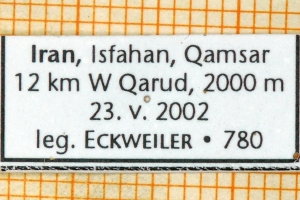 Iran, Isfahan, Qamsar
12 km W Qarud, 2000 m
23. v. 2002
leg. ECKWEILER • 780